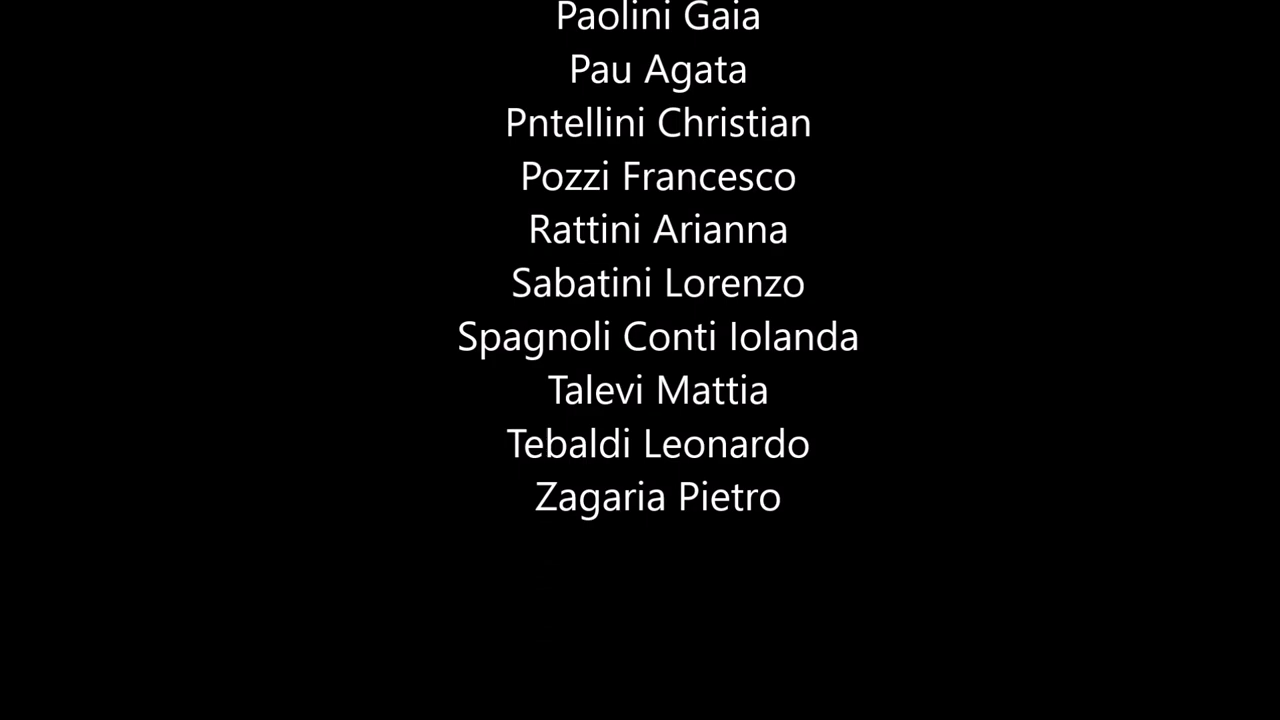 Paolini Gaia
Pau Agata
Pntellini Christian
Pozzi Francesco
Rattini Arianna
Sabatini Lorenzo
Spagnoli Conti Iolanda
Talevi Mattia
Tebaldi Leonardo
Zagaria Pietro